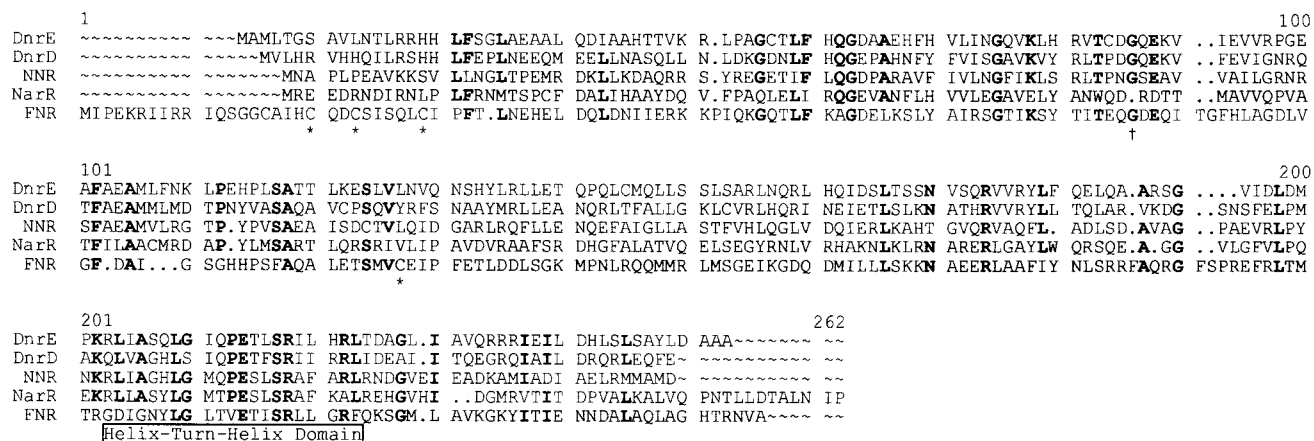 1 100
DnrE ~~~~~~~~~~ ~~~MAMLTGS AVLNTLRRHH LFSGLAEAAL QDIAAHTTVK R.LPAGCTLF HQGDAAEHFH VLINGQVKLH RVTCDGQEKV ..IEVVRPGE
DnrD ~~~~~~~~~~ ~~~~~MVLHR VHHQILRSHH LFEPLNEEQM EELLNASQLL N.LDKGDNLF HQGEPAHNFY FVISGAVKVY RLTPDGQEKV ..FEVIGNRQ
NNR ~~~~~~~~~~ ~~~~~~~MNA PLPEAVKKSV LLNGLTPEMR DKLLKDAQRR S.YREGETIF LQGDPARAVF IVLNGFIKLS RLTPNGSEAV ..VAILGRNR
NarR ~~~~~~~~~~ ~~~~~~~MRE EDRNDIRNLP LFRNMTSPCF DALIHAAYDQ V.FPAQLELI RQGEVANFLH VVLEGAVELY ANWQD.RDTT ..MAVVQPVA
FNR MIPEKRIIRR IQSGGCAIHC QDCSISQLCI PFT.LNEHEL DQLDNIIERK KPIQKGQTLF KAGDELKSLY AIRSGTIKSY TITEQGDEQI TGFHLAGDLV
* * * †
101 200
DnrE AFAEAMLFNK LPEHPLSATT LKESLVLNVQ NSHYLRLLET QPQLCMQLLS SLSARLNQRL HQIDSLTSSN VSQRVVRYLF QELQA.ARSG ....VIDLDM
DnrD TFAEAMMLMD TPNYVASAQA VCPSQVYRFS NAAYMRLLEA NQRLTFALLG KLCVRLHQRI NEIETLSLKN ATHRVVRYLL TQLAR.VKDG ..SNSFELPM
NNR SFAEAMVLRG T.YPVSAEA ISDCTVLQID GARLRQFLLE NQEFAIGLLA STFVHLQGLV DQIERLKAHT GVQRVAQFL. ADLSD.AVAG ..PAEVRLPY
NarR TFILAACMRD AP.YLMSART LQRSRIVLIP AVDVRAAFSR DHGFALATVQ ELSEGYRNLV RHAKNLKLRN ARERLGAYLW QRSQE.A.GG ..VLGFVLPQ
FNR GF.DAI...G SGHHPSFAQA LETSMVCEIP FETLDDLSGK MPNLRQQMMR LMSGEIKGDQ DMILLLSKKN AEERLAAFIY NLSRRFAQRG FSPREFRLTM
*
201 262
DnrE PKRLIASQLG IQPETLSRIL HRLTDAGL.I AVQRRRIEIL DHLSLSAYLD AAA~~~~~~~ ~~
DnrD AKQLVAGHLS IQPETFSRII RRLIDEAI.I TQEGRQIAIL DRQRLEQFE~ ~~~~~~~~~~ ~~
NNR NKRLIAGHLG MQPESLSRAF ARLRNDGVEI EADKAMIADI AELRMMAMD~ ~~~~~~~~~~ ~~
NarR EKRLLASYLG MTPESLSRAF KALREHGVHI .DGMRVTITD DPVALKALVQ PNTLLDTALN IP
FNR TRGDIGNYLG LTVETISRLL GRFQKSGM.L AVKGKYITIE NNDALAQLAG HTRNVA~~~~ ~~
Helix-Turn-Helix Domain